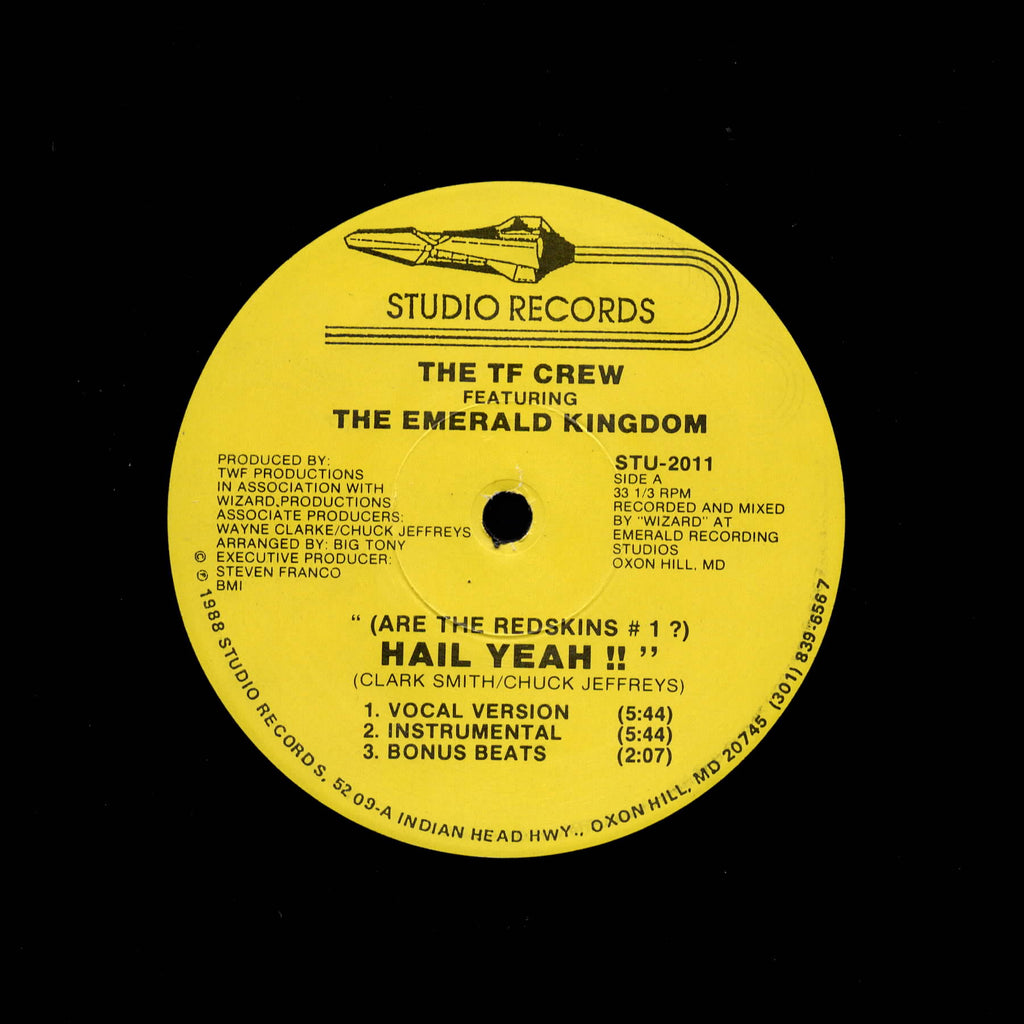 STUDIO RECORDS
THE TF CREW
FEATURING
THE EMERALD KINGDOM
PRODUCED BY:
TWF PRODUCTIONS
IN ASSOCIATION WITH
WIZARD PRODUCTIONS
ASSOCIATE PRODUCERS:
WAYNE CLARKE/CHUCK JEFFREYS
ARRANGED BY: BIG TONY
EXECUTIVE PRODUCER:
STEVEN FRANCO
BMI
STU-2011
SIDE A
33 1/3 RPM
RECORDED AND MIXED
BY "WIZARD" AT
EMERALD RECORDING
STUDIOS
OXON HILL, MD
“ (ARE THE REDSKINS # 1 ?)
HAIL YEAH !! ”
(CLARK SMITH/CHUCK JEFFREYS)
1. VOCAL VERSION (5:44)
2. INSTRUMENTAL (5:44)
3. BONUS BEATS (2:07)
© ℗ 1988 STUDIO RECORDS, 5209-A INDIAN HEAD HWY., OXON HILL, MD 20745 (301) 839-6567